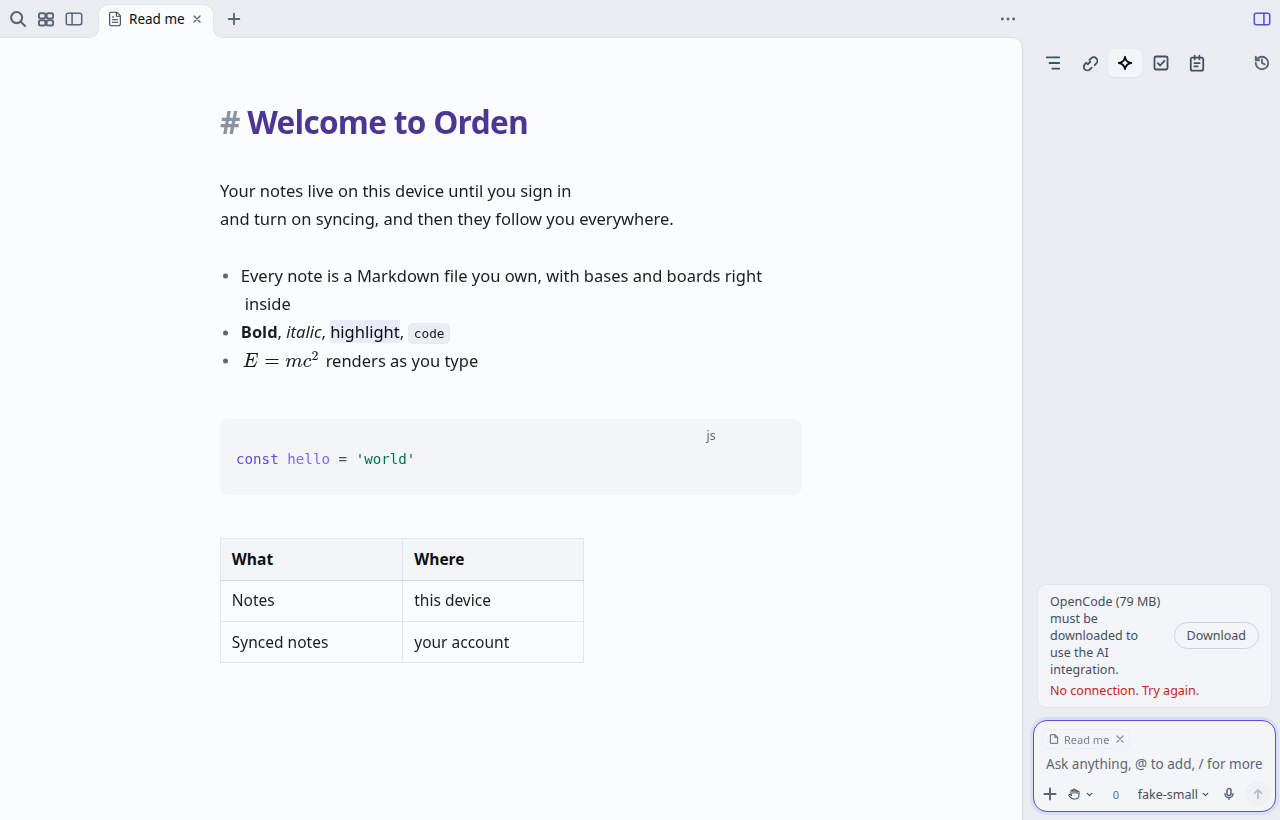 Read me
# Welcome to Orden
Your notes live on this device until you sign in
and turn on syncing, and then they follow you everywhere.
• Every note is a Markdown file you own, with bases and boards right
inside
• Bold, italic, highlight, code
• E = mc² renders as you type
js
const hello = 'world'
What Where
Notes this device
Synced notes your account
OpenCode (79 MB)
must be
downloaded to
use the AI
integration.
Download
No connection. Try again.
Read me
Ask anything, @ to add, / for more
0 fake-small